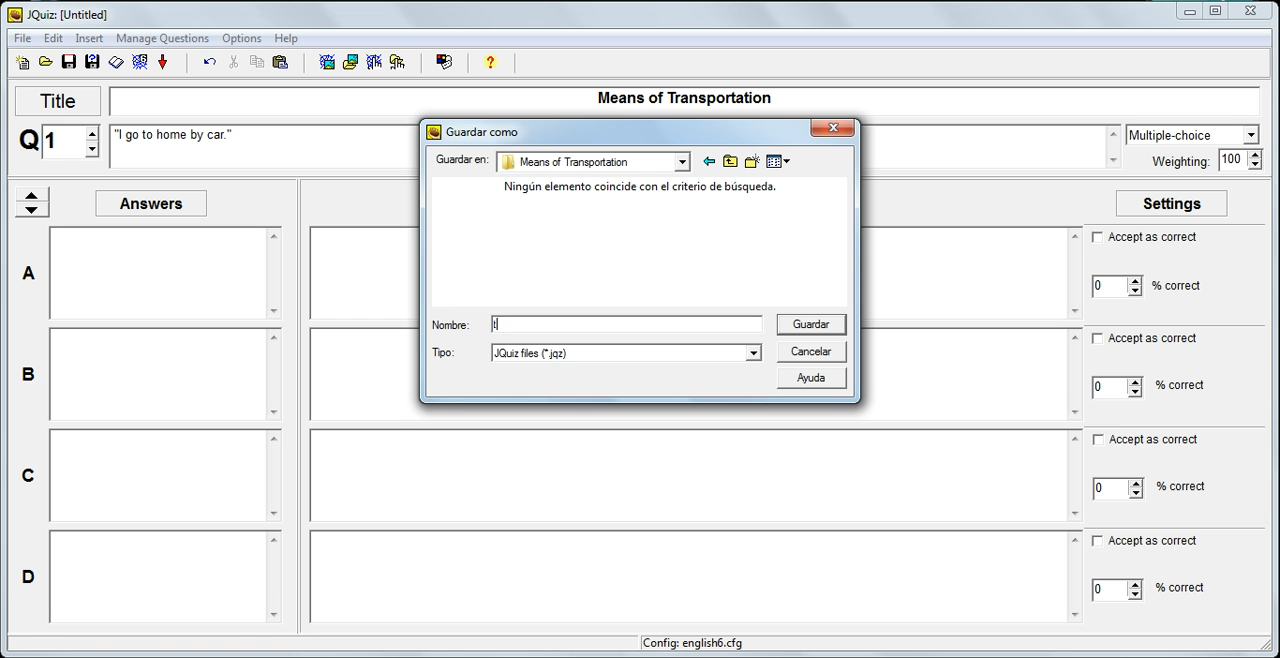 JQuiz: [Untitled]
File Edit Insert Manage Questions Options Help
Title
Means of Transportation
Q 1
"I go to home by car."
Multiple-choice
Weighting: 100
Guardar como
Guardar en: Means of Transportation
Ningún elemento coincide con el criterio de búsqueda.
Nombre: t
Guardar
Tipo: JQuiz files (*.jqz)
Cancelar
Ayuda
Answers
Settings
A
Accept as correct
0 % correct
B
Accept as correct
0 % correct
C
Accept as correct
0 % correct
D
Accept as correct
0 % correct
Config: english6.cfg